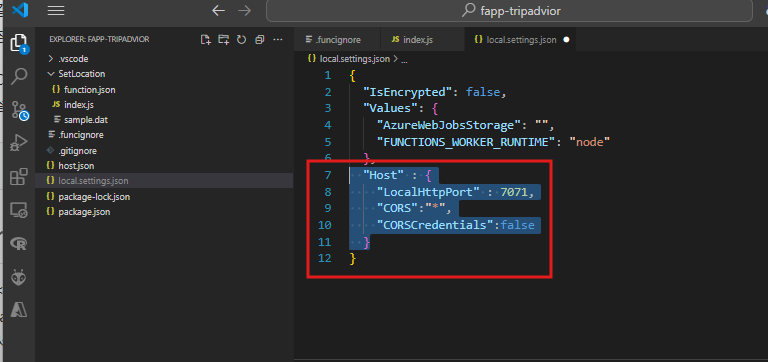 fapp-tripadvior
EXPLORER: FAPP-TRIPADVIOR
.funcignore
index.js
local.settings.json
.vscode
SetLocation
function.json
index.js
sample.dat
.funcignore
.gitignore
host.json
local.settings.json
package-lock.json
package.json
1
local.settings.json > ...
1 {
2 "IsEncrypted": false,
3 "Values": {
4 "AzureWebJobsStorage": "",
5 "FUNCTIONS_WORKER_RUNTIME": "node"
6 },
7 "Host" : {
8 "LocalHttpPort" : 7071,
9 "CORS":"*",
10 "CORSCredentials":false
11 }
12 }